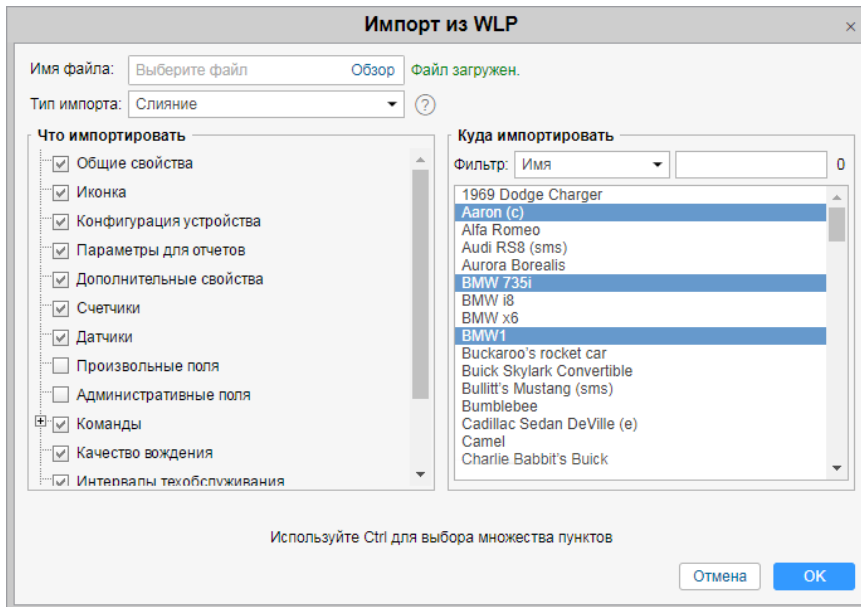 Импорт из WLP
×
Имя файла: Выберите файл Обзор Файл загружен.
Тип импорта: Слияние ?
Что импортировать
Общие свойства
Иконка
Конфигурация устройства
Параметры для отчетов
Дополнительные свойства
Счетчики
Датчики
Произвольные поля
Административные поля
Команды
Качество вождения
Интервалы техобслуживания
Куда импортировать
Фильтр: Имя 0
1969 Dodge Charger
Aaron (c)
Alfa Romeo
Audi RS8 (sms)
Aurora Borealis
BMW 735i
BMW i8
BMW x6
BMW1
Buckaroo's rocket car
Buick Skylark Convertible
Bullitt's Mustang (sms)
Bumblebee
Cadillac Sedan DeVille (e)
Camel
Charlie Babbit's Buick
Используйте Ctrl для выбора множества пунктов
Отмена OK